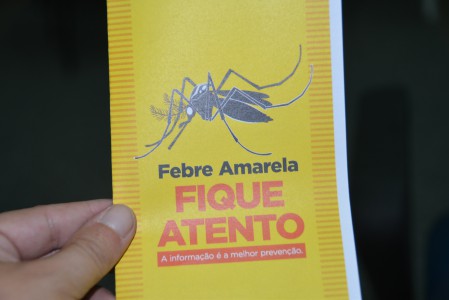 Febre Amarela
FIQUE
ATENTO
A informação é a melhor prevenção.